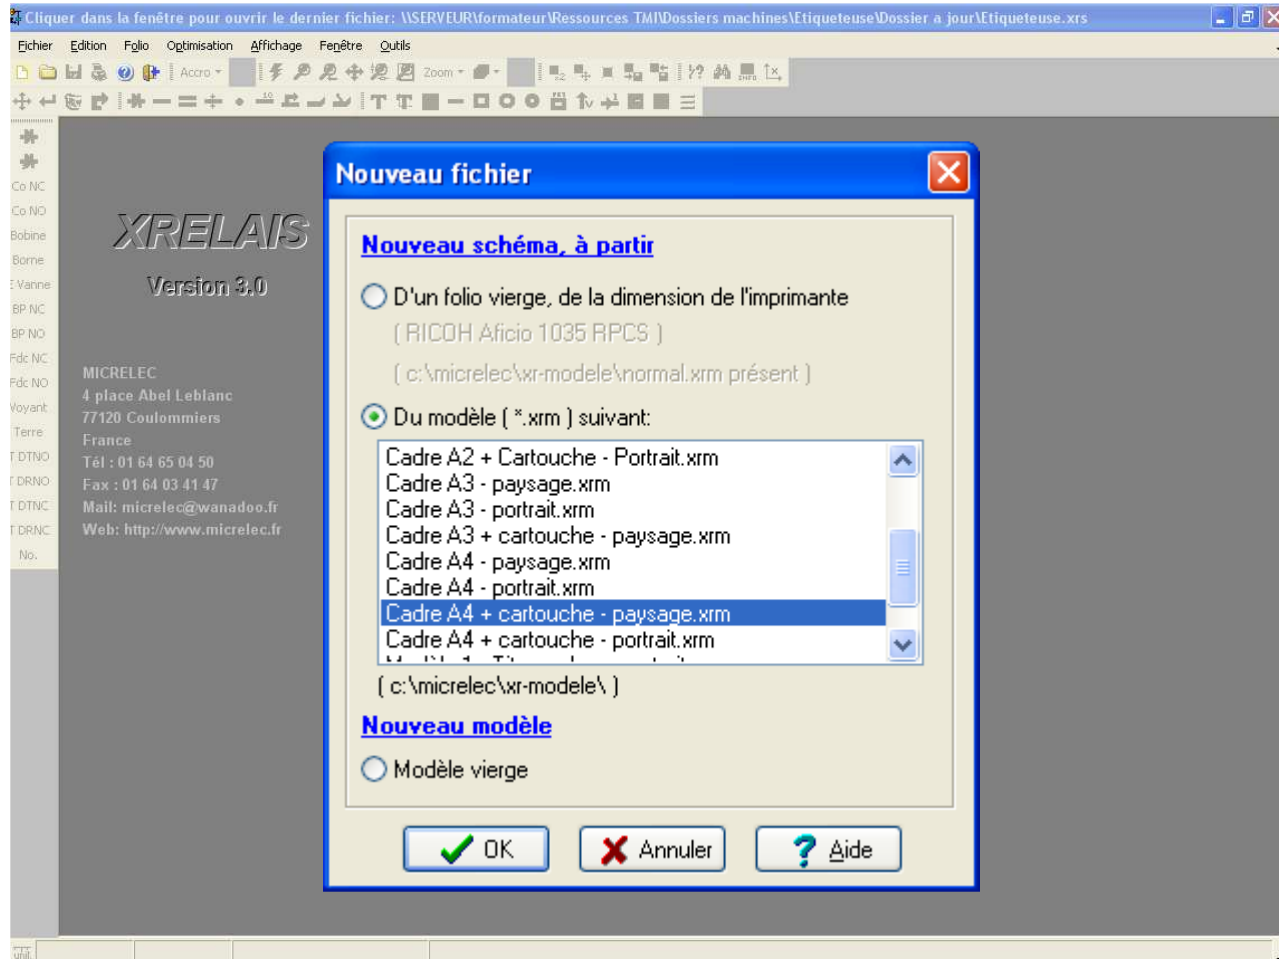 Cliquer dans la fenêtre pour ouvrir le dernier fichier: \\SERVEUR\formateur\Ressources TMI\Dossiers machines\Etiqueteuse\Dossier a jour\Etiqueteuse.xrs
Fichier Edition Folio Optimisation Affichage Fenêtre Outils
Accro Zoom
Co NC
Co NO
Bobine
Borne
Vanne
BP NC
BP NO
Fdc NC
Fdc NO
Voyant
Terre
T DTNO
T DRNO
T DTNC
T DRNC
No.
XRELAIS
Version 3.0
MICRELEC
4 place Abel Leblanc
77120 Coulommiers
France
Tél : 01 64 65 04 50
Fax : 01 64 03 41 47
Mail: micrelec@wanadoo.fr
Web: http://www.micrelec.fr
Nouveau fichier
Nouveau schéma, à partir
D'un folio vierge, de la dimension de l'imprimante
( RICOH Aficio 1035 RPCS )
( c:\micrelec\xr-modele\normal.xrm présent )
Du modèle ( *.xrm ) suivant:
Cadre A2 + Cartouche - Portrait.xrm
Cadre A3 - paysage.xrm
Cadre A3 - portrait.xrm
Cadre A3 + cartouche - paysage.xrm
Cadre A4 - paysage.xrm
Cadre A4 - portrait.xrm
Cadre A4 + cartouche - paysage.xrm
Cadre A4 + cartouche - portrait.xrm
( c:\micrelec\xr-modele\ )
Nouveau modèle
Modèle vierge
OK Annuler Aide